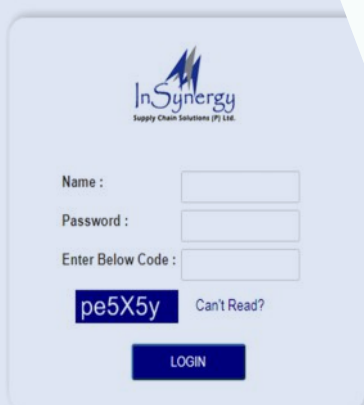 InSynergy
Supply Chain Solutions (P) Ltd.
Name :
Password :
Enter Below Code :
pe5X5y Can't Read?
LOGIN